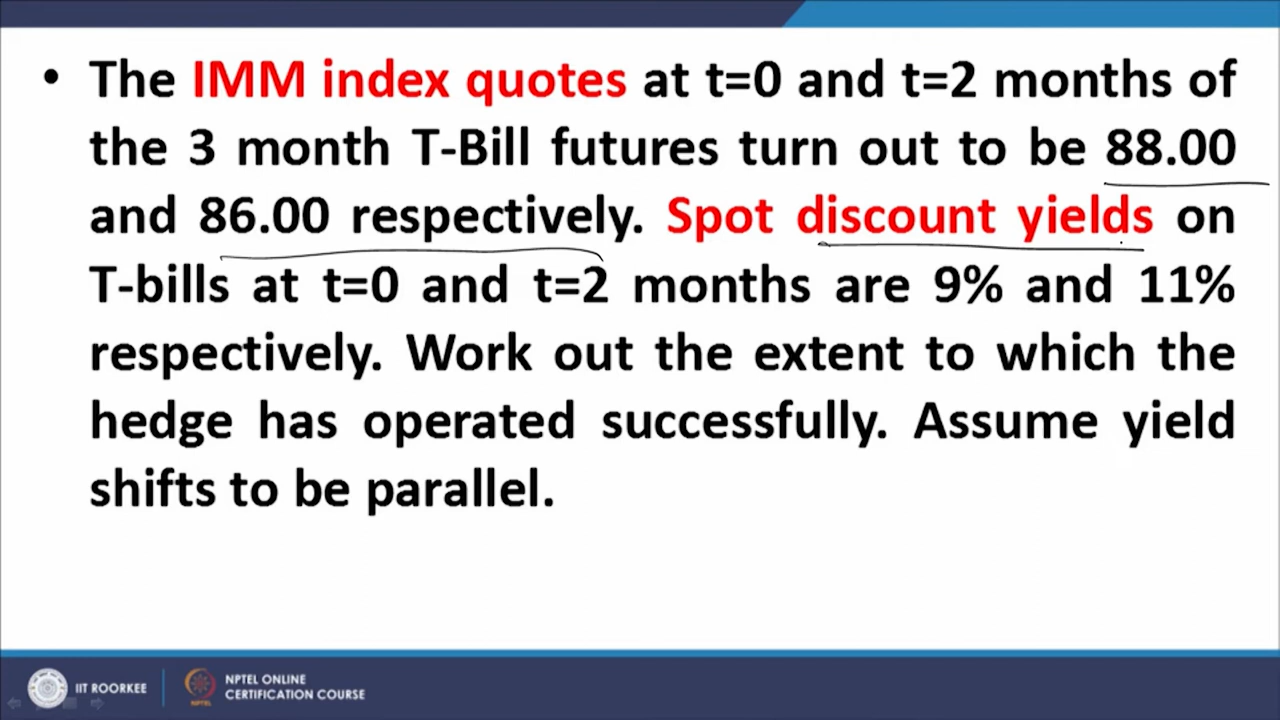 • The IMM index quotes at t=0 and t=2 months of
the 3 month T-Bill futures turn out to be 88.00
and 86.00 respectively. Spot discount yields on
T-bills at t=0 and t=2 months are 9% and 11%
respectively. Work out the extent to which the
hedge has operated successfully. Assume yield
shifts to be parallel.
IIT ROORKEE
NPTEL ONLINE
CERTIFICATION COURSE
NPTEL